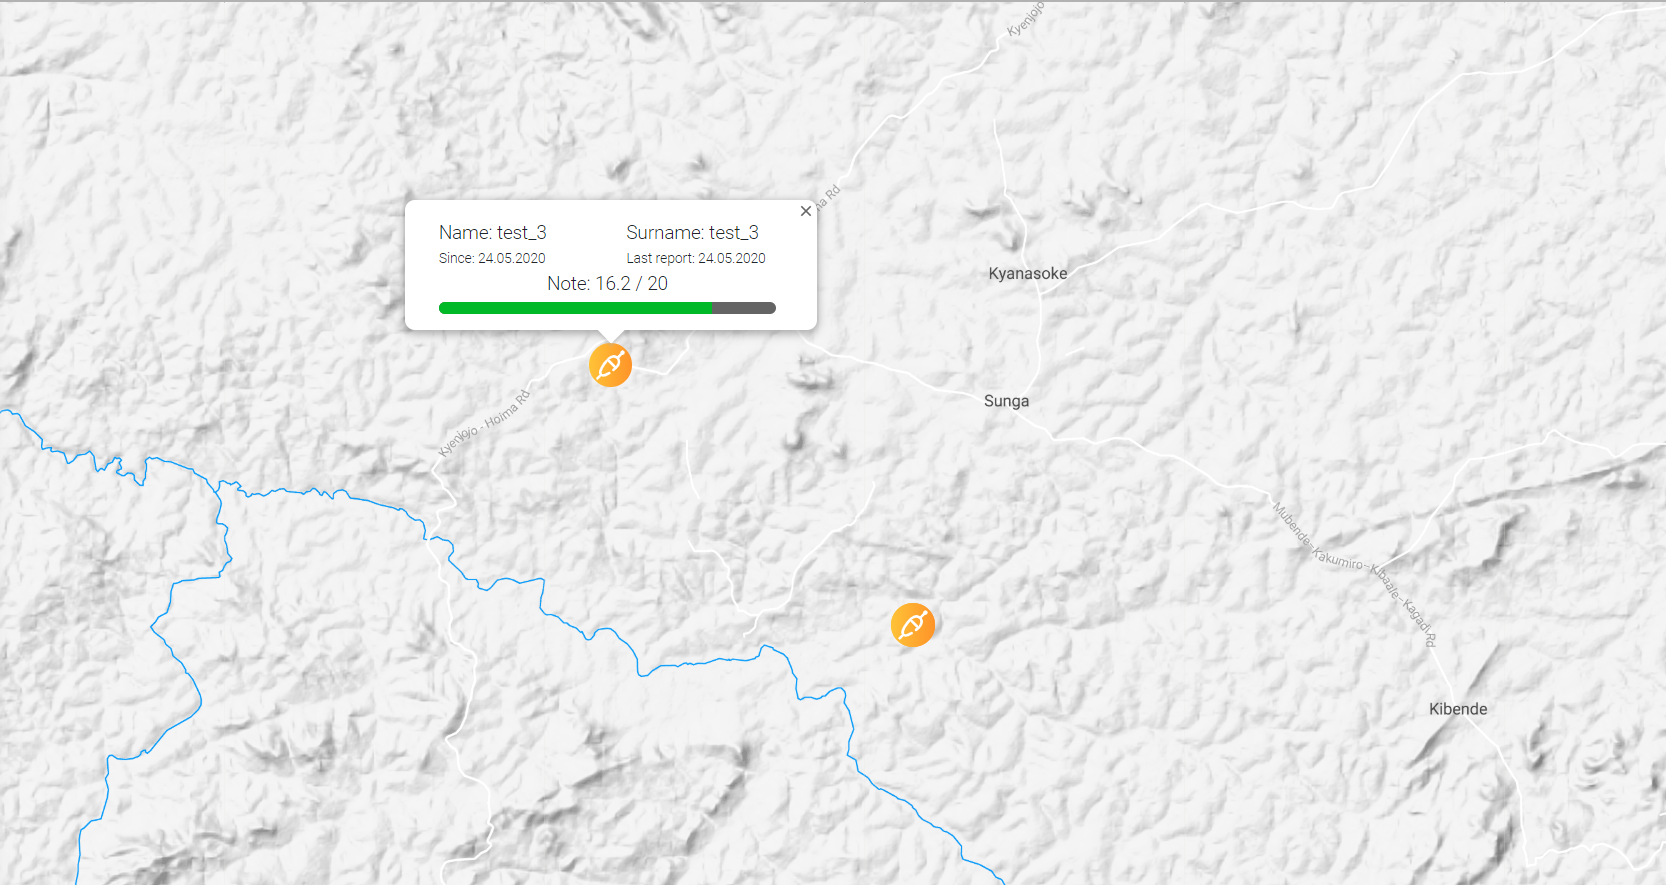 Kyenjojo
ma Rd
Name: test_3
Surname: test_3
Since: 24.05.2020
Last report: 24.05.2020
Note: 16.2 / 20
Kyanasoke
Kyenjojo - Hoima Rd
Sunga
Mubende–Kakumiro–Kibaale–Kagadi Rd
Kibende